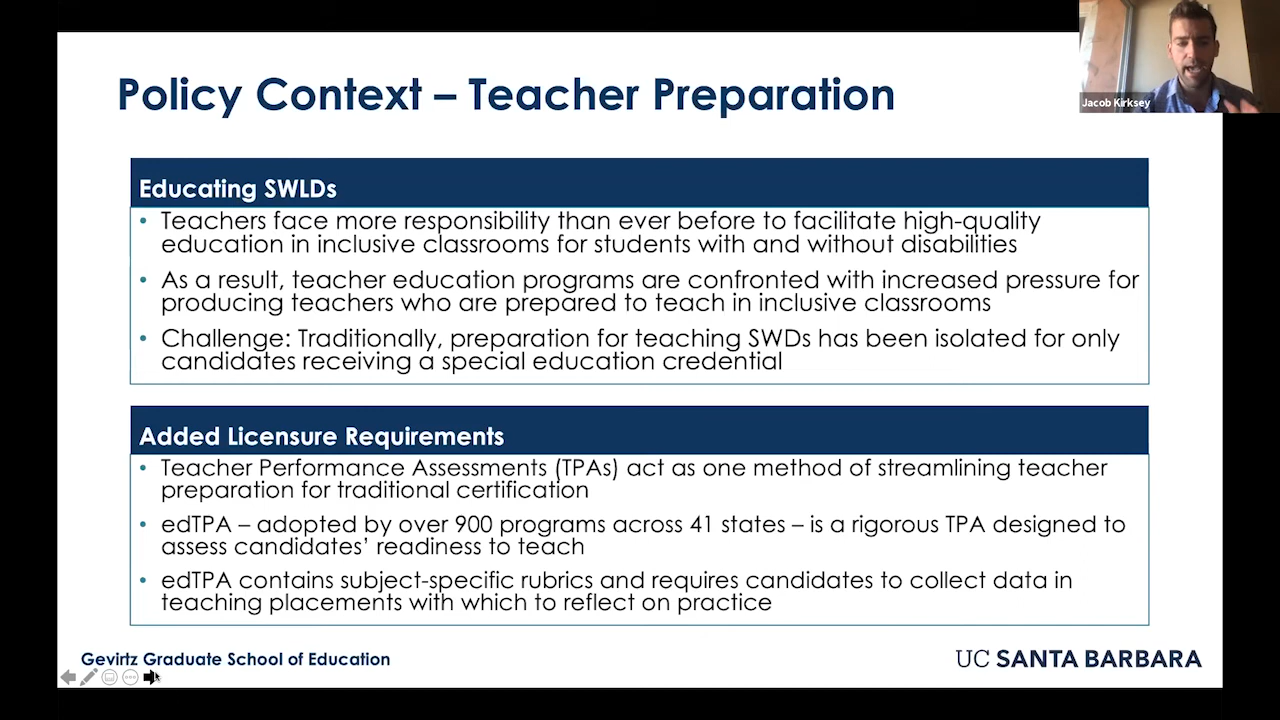 Jacob Kirksey
Policy Context – Teacher Preparation
Educating SWLDs
• Teachers face more responsibility than ever before to facilitate high-quality
education in inclusive classrooms for students with and without disabilities
• As a result, teacher education programs are confronted with increased pressure for
producing teachers who are prepared to teach in inclusive classrooms
• Challenge: Traditionally, preparation for teaching SWDs has been isolated for only
candidates receiving a special education credential
Added Licensure Requirements
• Teacher Performance Assessments (TPAs) act as one method of streamlining teacher
preparation for traditional certification
• edTPA – adopted by over 900 programs across 41 states – is a rigorous TPA designed to
assess candidates’ readiness to teach
• edTPA contains subject-specific rubrics and requires candidates to collect data in
teaching placements with which to reflect on practice
Gevirtz Graduate School of Education
UC SANTA BARBARA